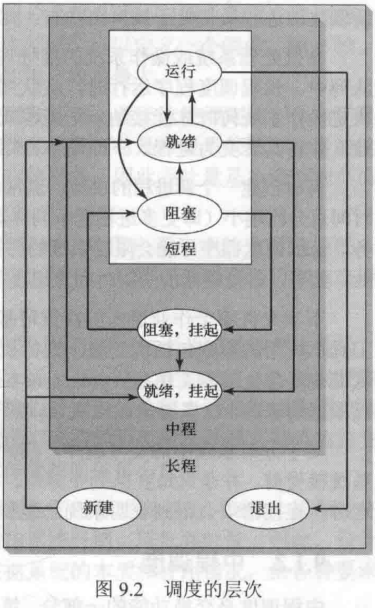 运行
就绪
阻塞
短程
阻塞，挂起
就绪，挂起
中程
长程
新建
退出
图 9.2 调度的层次